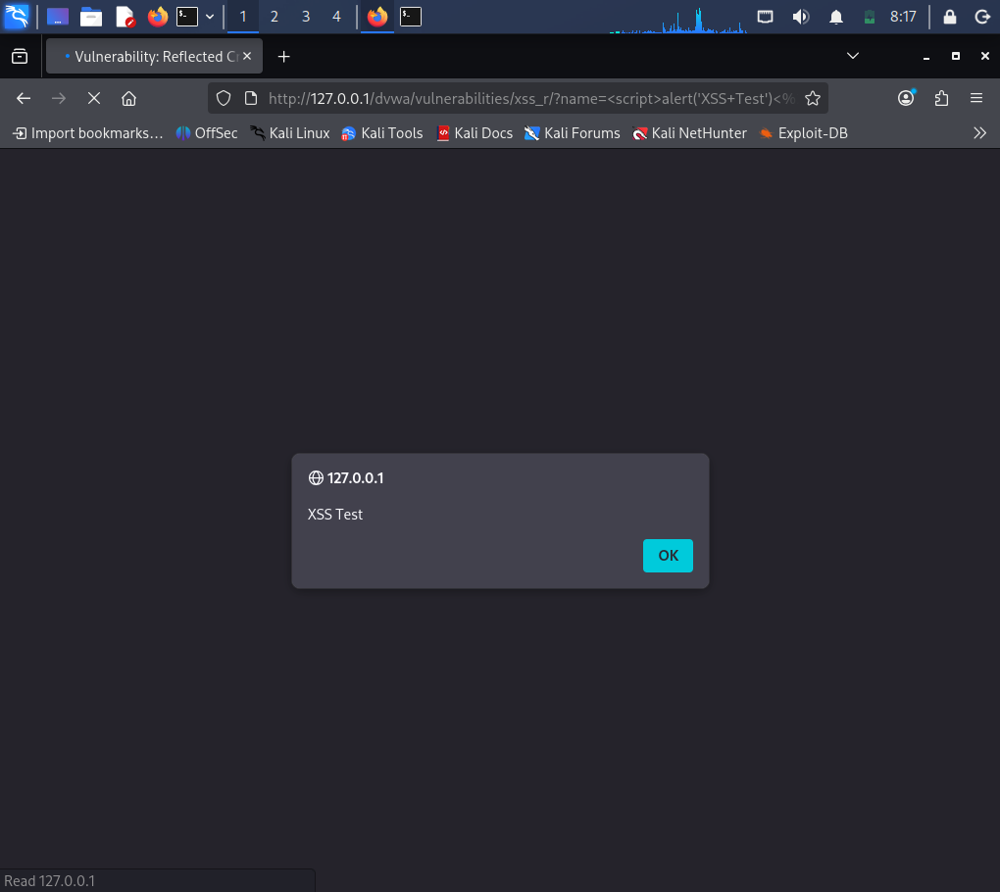 1 2 3 4 8:17
Vulnerability: Reflected C
http://127.0.0.1/dvwa/vulnerabilities/xss_r/?name=<script>alert('XSS+Test')<%
Import bookmarks… OffSec Kali Linux Kali Tools Kali Docs Kali Forums Kali NetHunter Exploit-DB
127.0.0.1
XSS Test
OK
Read 127.0.0.1